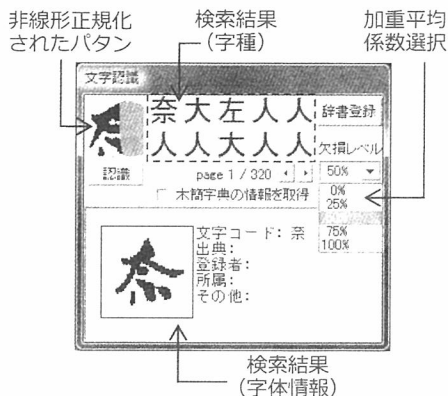 非線形正規化
されたパタン
検索結果
(字種)
加重平均
係数選択
文字認識
奈大左人人
人人大人人
辞書登録
欠損レベル
認識
page 1 / 320
50%
木簡字典の情報を取得
0%
25%
75%
100%
文字コード: 奈
出典:
登録者:
所属:
その他:
検索結果
(字体情報)